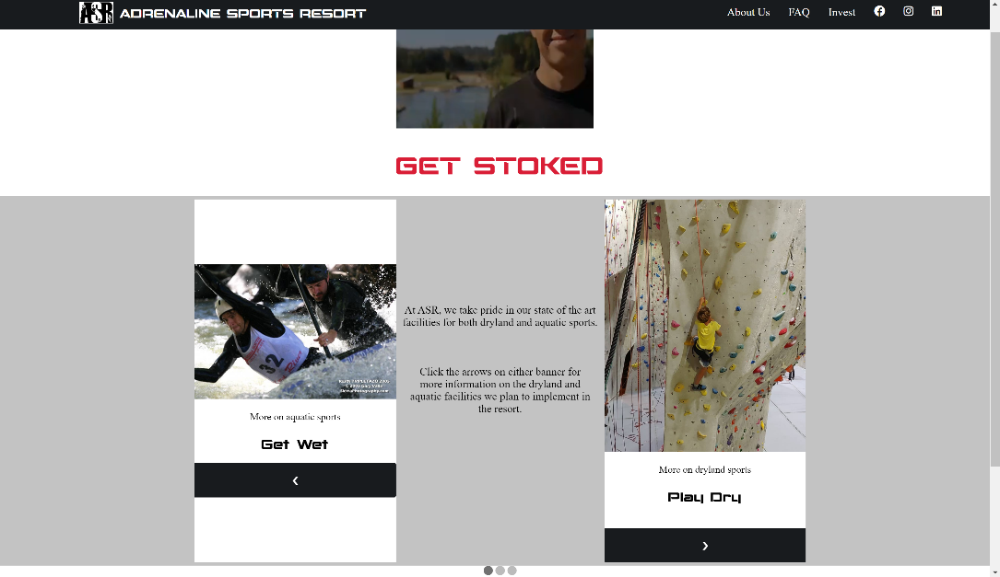 ASR ADRENALINE SPORTS RESORT
About Us FAQ Invest
GET STOKED
32
More on aquatic sports
Get Wet
At ASR, we take pride in our state of the art
facilities for both dryland and aquatic sports.
Click the arrows on either banner for
more information on the dryland and
aquatic facilities we plan to implement in
the resort.
More on dryland sports
Play Dry